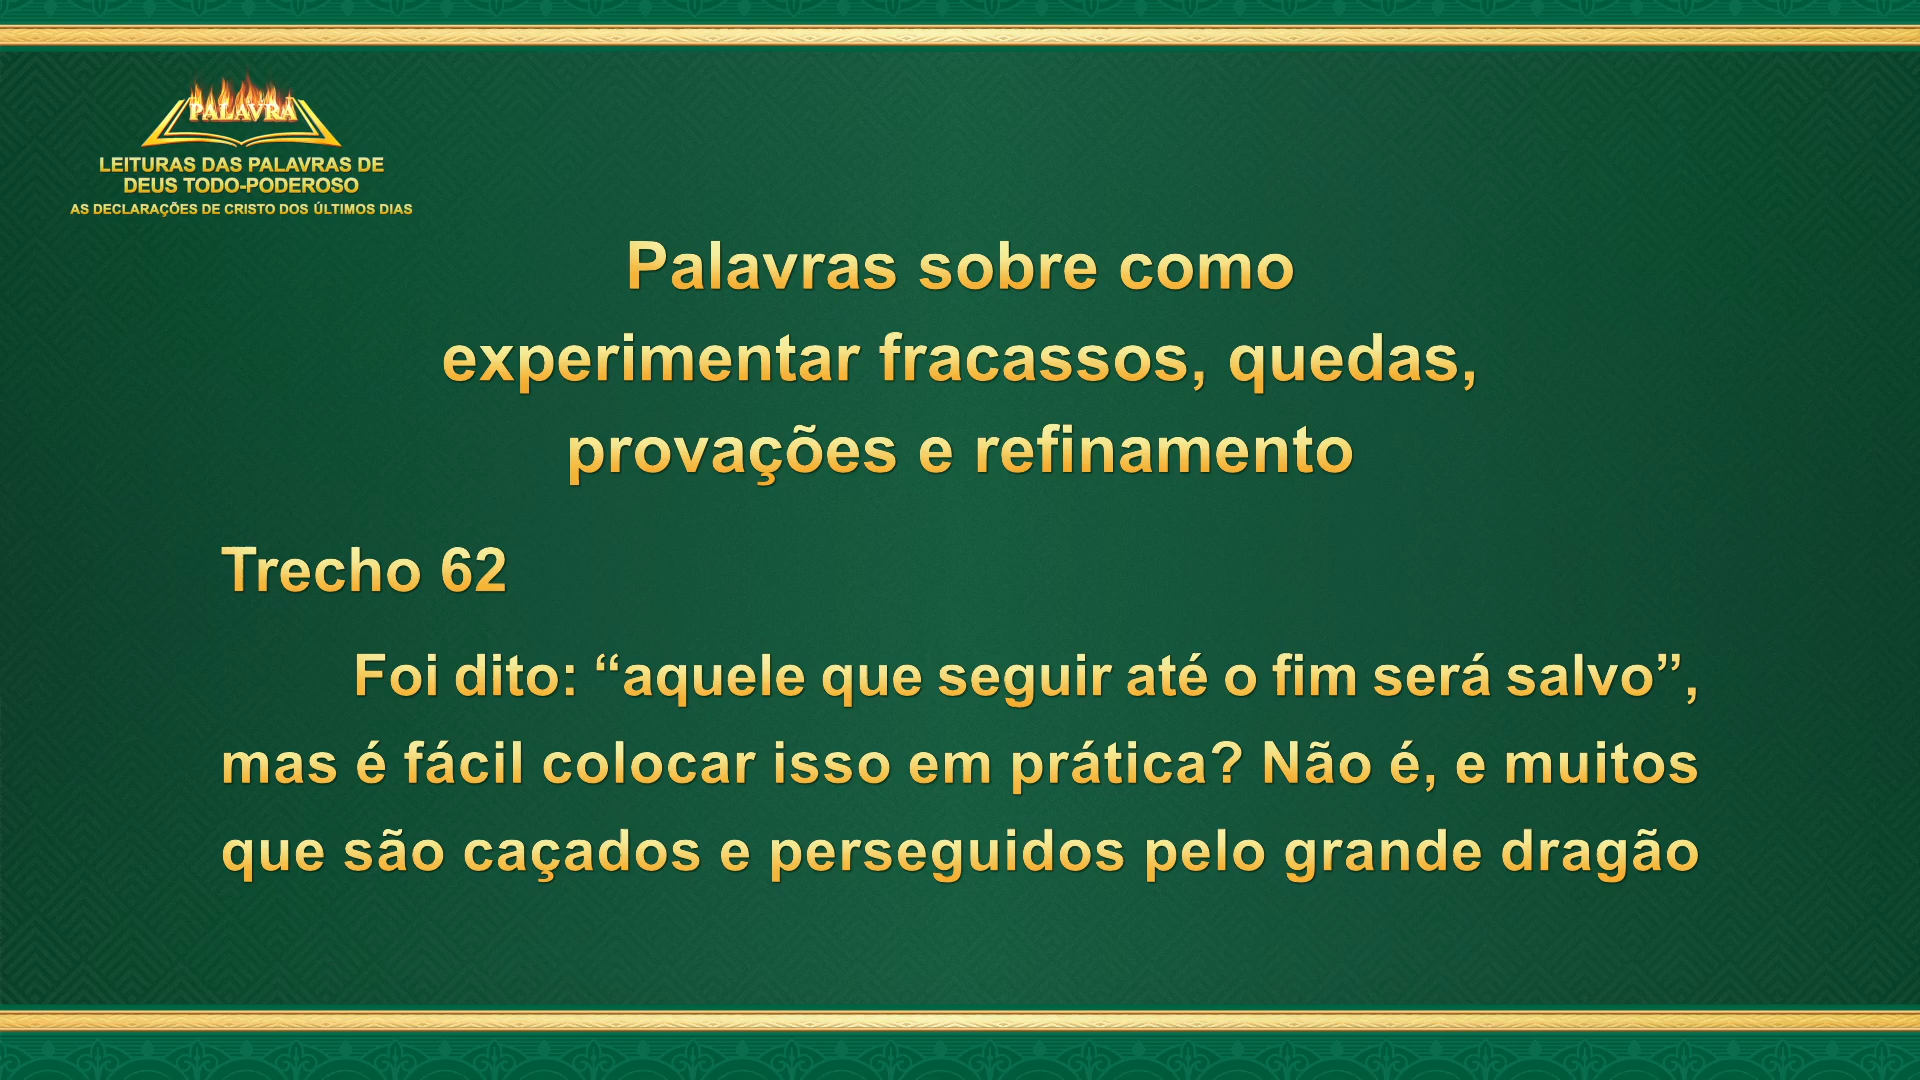 PALAVRA
LEITURAS DAS PALAVRAS DE
DEUS TODO-PODEROSO
AS DECLARAÇÕES DE CRISTO DOS ÚLTIMOS DIAS
Palavras sobre como
experimentar fracassos, quedas,
provações e refinamento
Trecho 62
Foi dito: “aquele que seguir até o fim será salvo”,
mas é fácil colocar isso em prática? Não é, e muitos
que são caçados e perseguidos pelo grande dragão